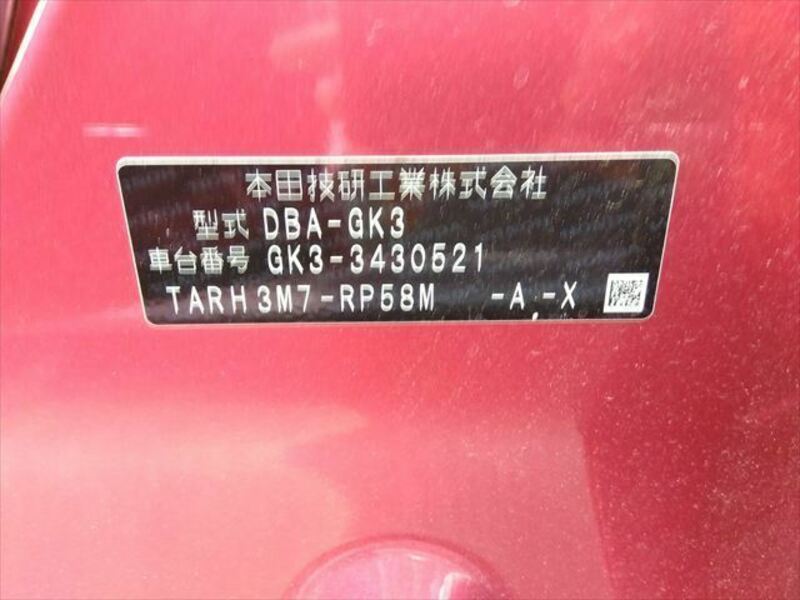 本田技研工業株式会社
型式 DBA-GK3
車台番号 GK3-3430521
TARH3M7-RP58M -A,-X